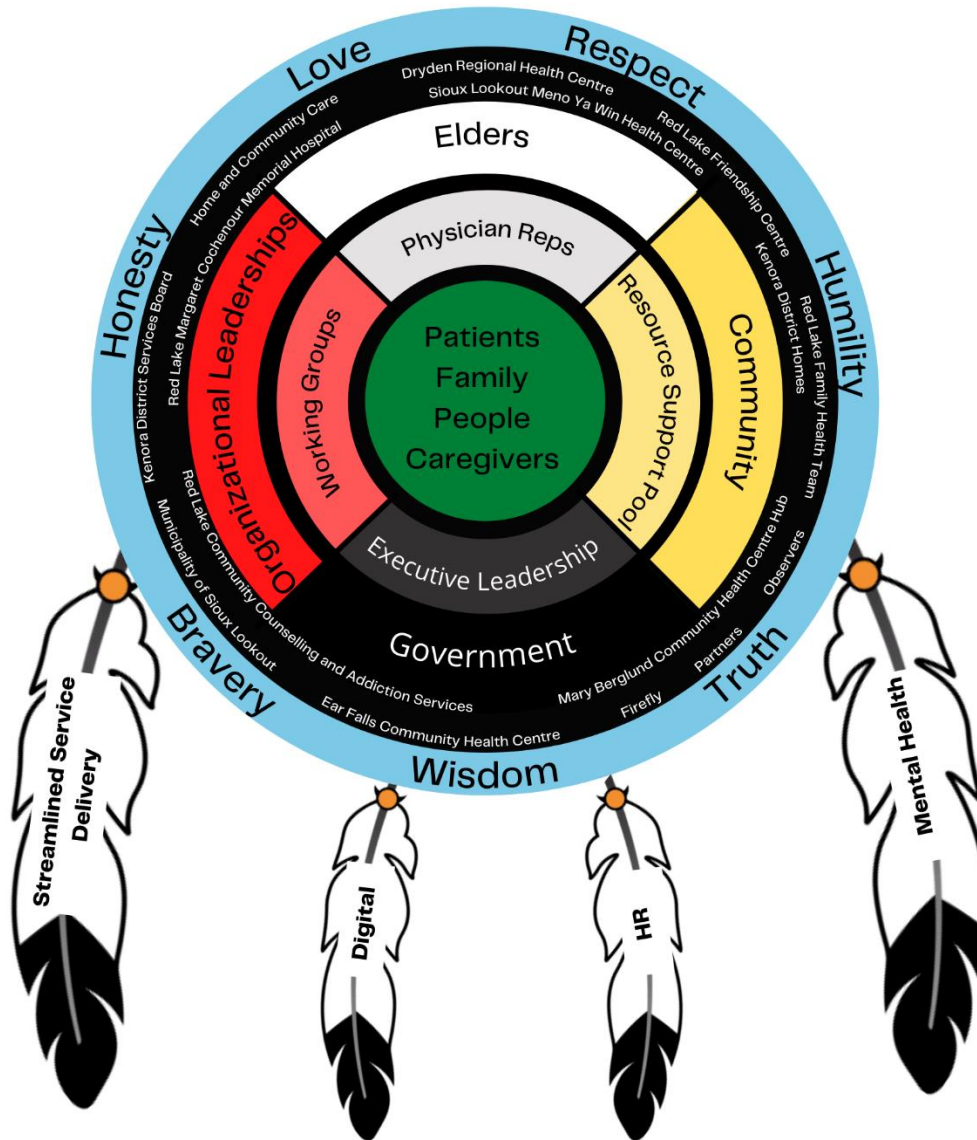 Love
Respect
Humility
Truth
Wisdom
Bravery
Honesty
Dryden Regional Health Centre
Sioux Lookout Meno Ya Win Health Centre
Red Lake Friendship Centre
Kenora District Homes
Red Lake Family Health Team
Observers
Partners
Mary Berglund Community Health Centre Hub
Firefly
Ear Falls Community Health Centre
Red Lake Community Counselling and Addiction Services
Municipality of Sioux Lookout
Kenora District Services Board
Red Lake Margaret Cochenour Memorial Hospital
Home and Community Care
Elders
Community
Government
Organizational Leaderships
Physician Reps
Resource Support Pool
Executive Leadership
Working Groups
Patients
Family
People
Caregivers
Streamlined Service
Delivery
Digital
HR
Mental Health